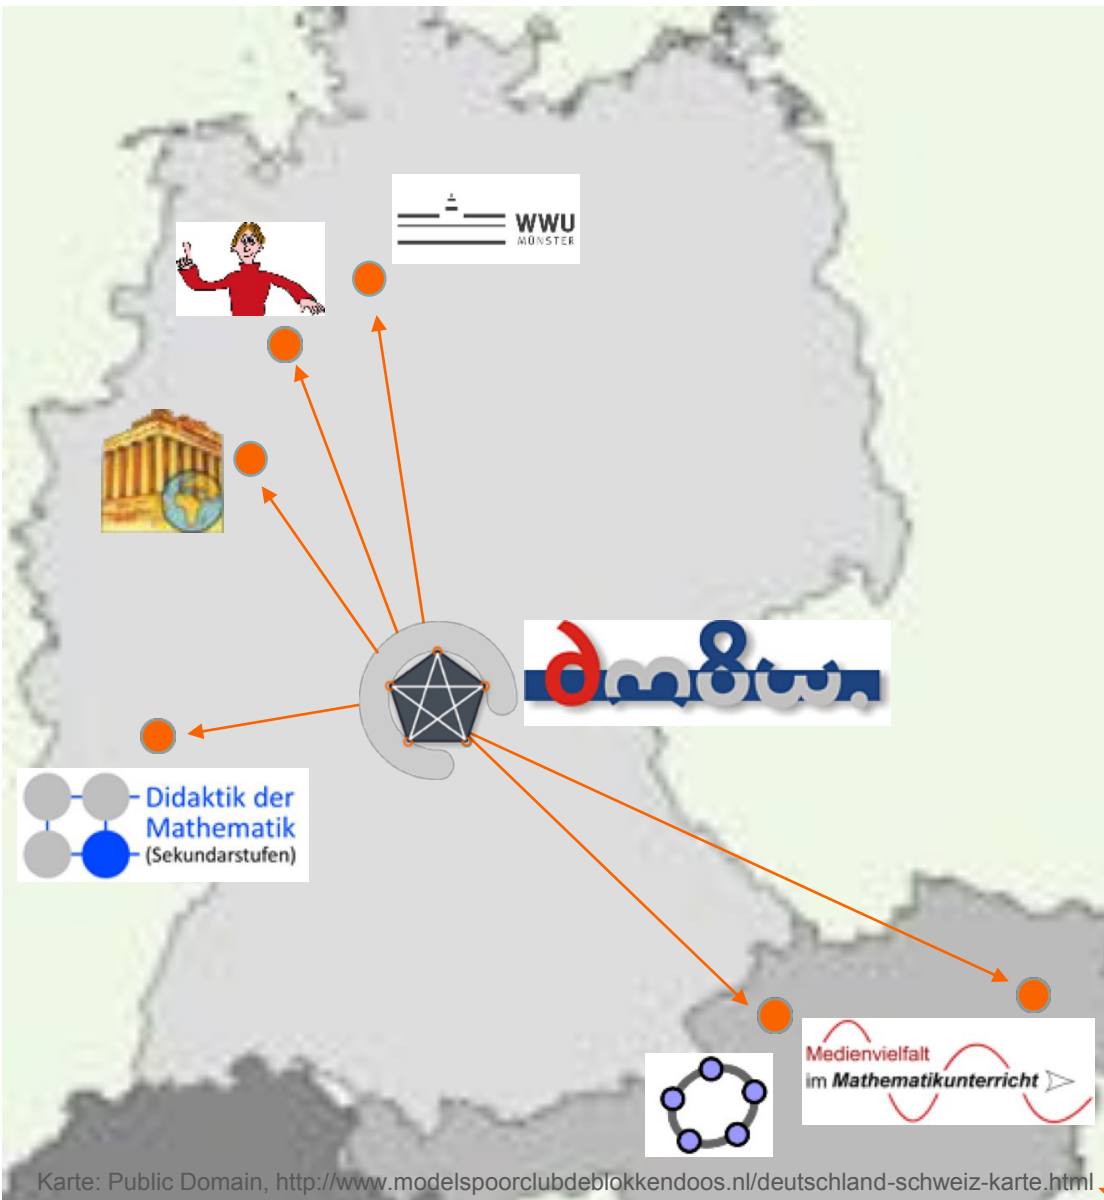 WWU
MÜNSTER
dmuw.
Didaktik der
Mathematik
(Sekundarstufen)
Medienvielfalt
im Mathematikunterricht
Karte: Public Domain, http://www.modelspoorclubdeblokkendoos.nl/deutschland-schweiz-karte.html